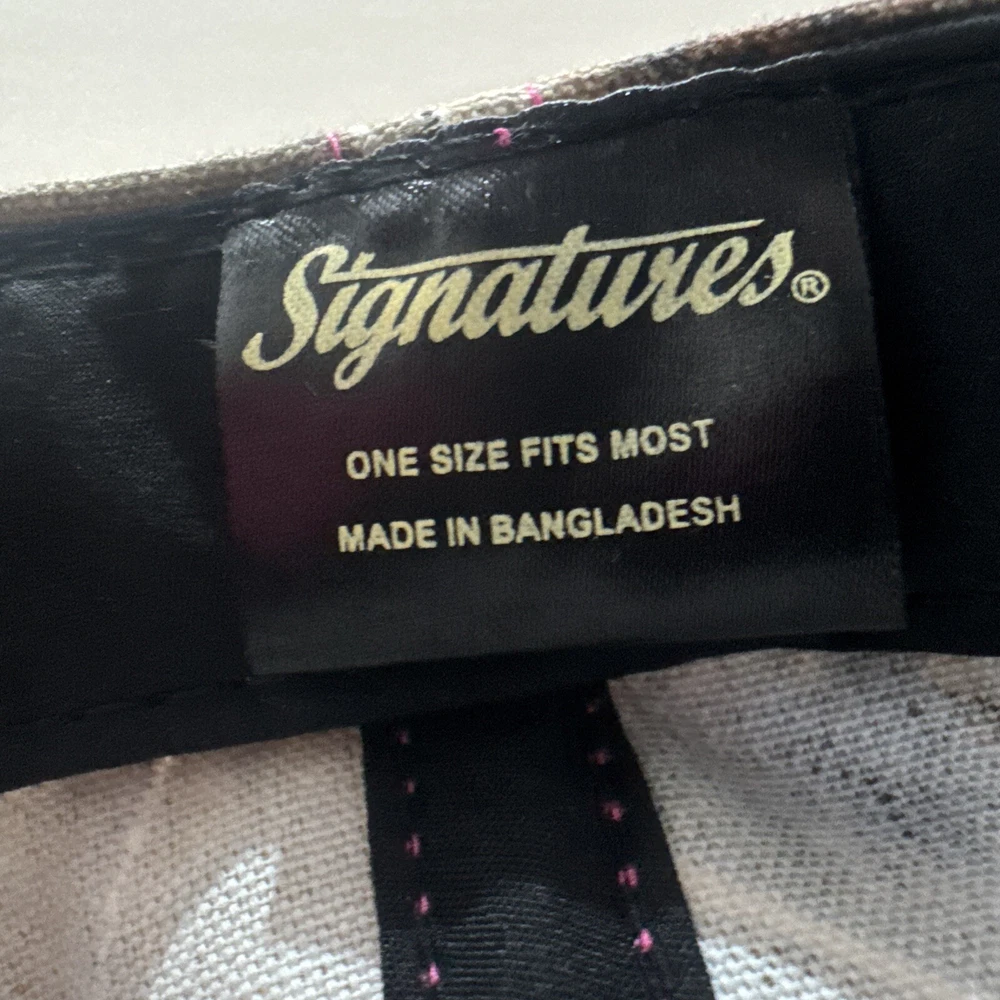 Signatures®
ONE SIZE FITS MOST
MADE IN BANGLADESH